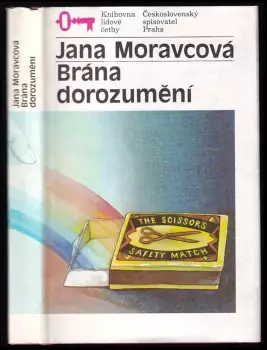 Jana Moravcová
Brána
dorozumění
Knihovna
lidové
četby
Československý
spisovatel
Praha
Jana Moravcová
Brána
dorozumění
THE SCISSORS
SAFETY MATCH